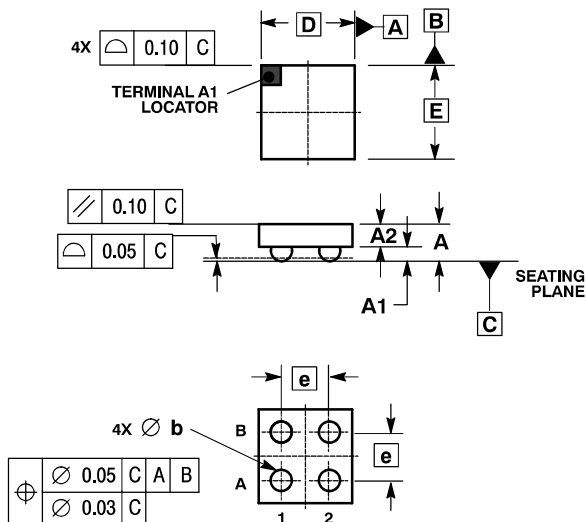 D
A
B
4X ⌓ 0.10 C
TERMINAL A1
LOCATOR
E
// 0.10 C
A2
A
⌓ 0.05 C
SEATING
PLANE
A1
C
e
4X ∅ b
B
e
⌖ ∅ 0.05 C A B
∅ 0.03 C
A
1 2